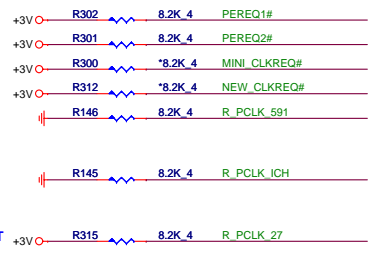 +3V R302 8.2K_4 PEREQ1#
+3V R301 8.2K_4 PEREQ2#
+3V R300 *8.2K_4 MINI_CLKREQ#
+3V R312 *8.2K_4 NEW_CLKREQ#
R146 8.2K_4 R_PCLK_591
R145 8.2K_4 R_PCLK_ICH
T +3V R315 8.2K_4 R_PCLK_27